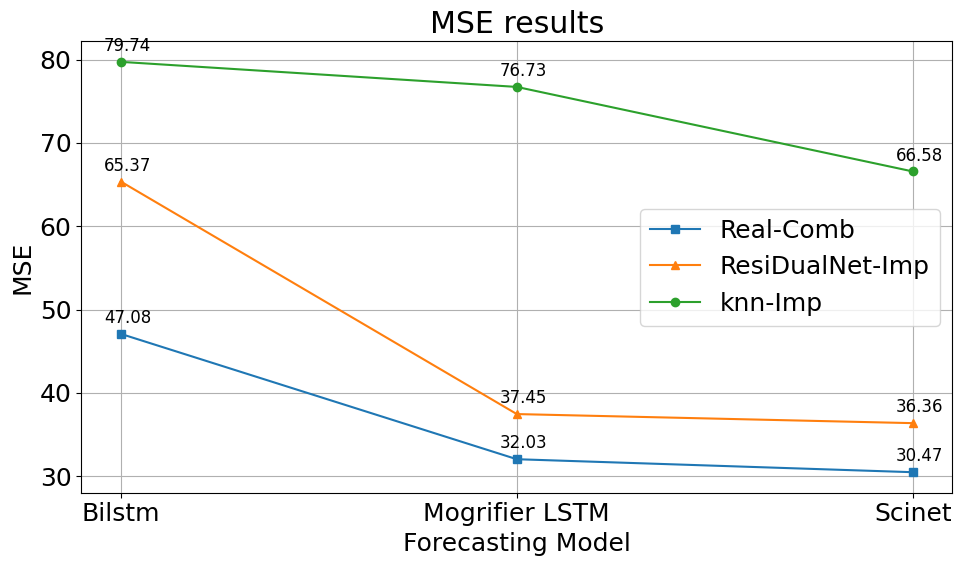 MSE results
MSE
80
70
60
50
40
30
79.74
76.73
66.58
65.37
37.45
36.36
47.08
32.03
30.47
Real-Comb
ResiDualNet-Imp
knn-Imp
Bilstm
Mogrifier LSTM
Scinet
Forecasting Model